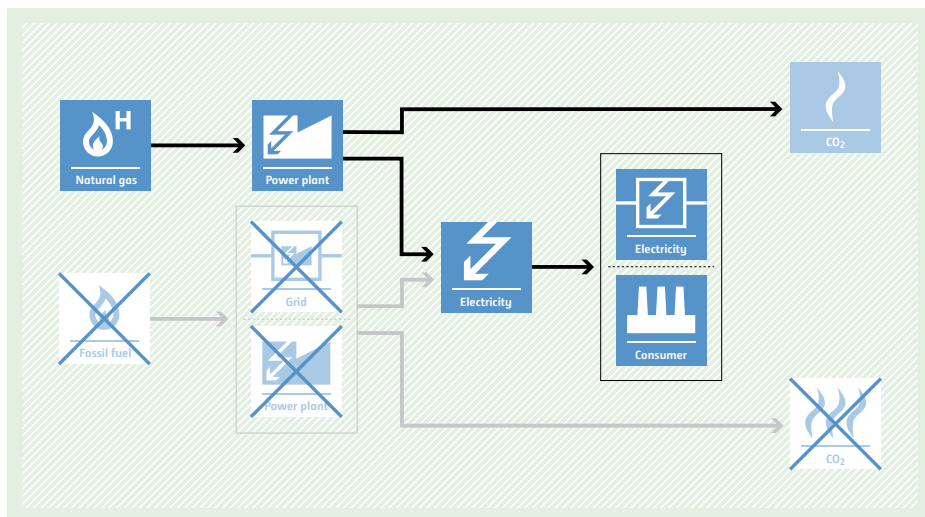 H
Natural gas
Power plant
CO₂
Electricity
Grid
Electricity
Fossil fuel
Consumer
Power plant
CO₂